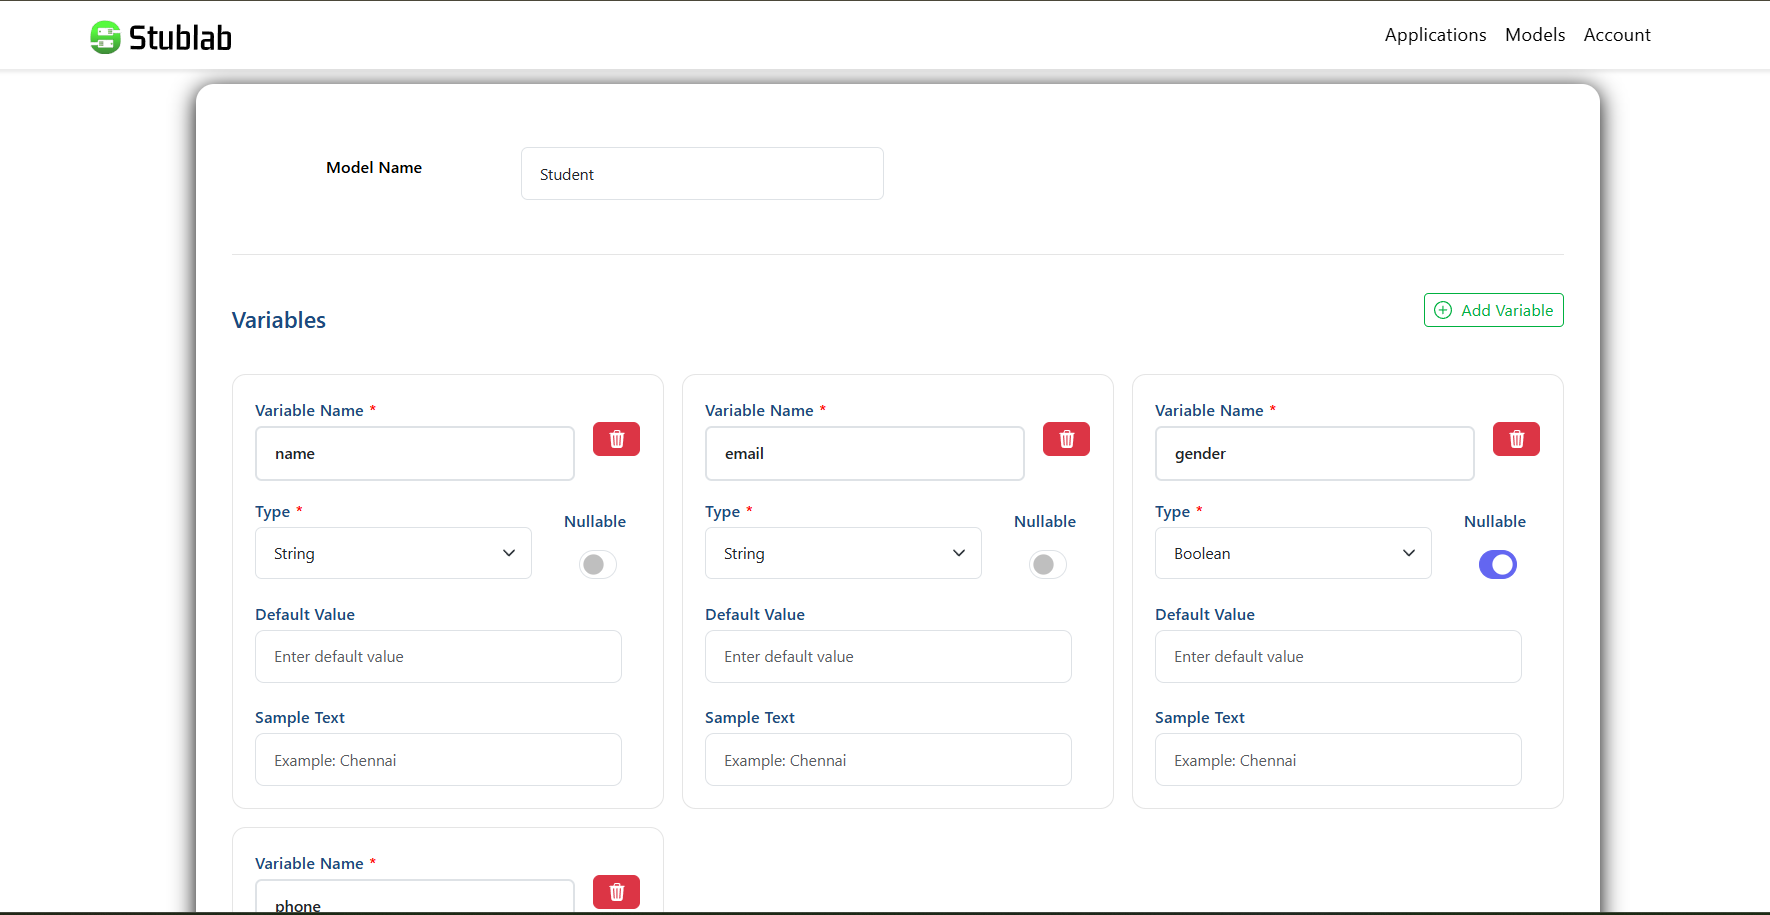 Stublab
Applications Models Account
Model Name
Student
Variables
Add Variable
Variable Name *
name
Type *
Nullable
String
Default Value
Enter default value
Sample Text
Example: Chennai
Variable Name *
email
Type *
Nullable
String
Default Value
Enter default value
Sample Text
Example: Chennai
Variable Name *
gender
Type *
Nullable
Boolean
Default Value
Enter default value
Sample Text
Example: Chennai
Variable Name *
phone